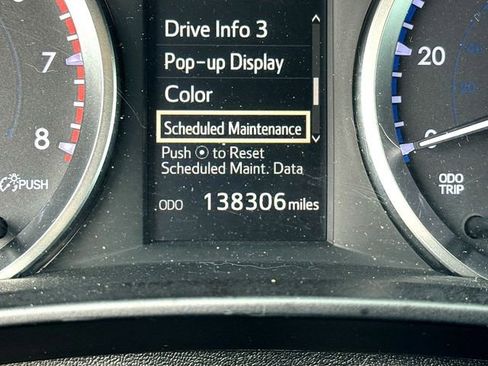 Drive Info 3
Pop-up Display
Color
Scheduled Maintenance
Push ⊙ to Reset
Scheduled Maint. Data
ODO 138306 miles
7
8
PUSH
20
0
ODO
TRIP